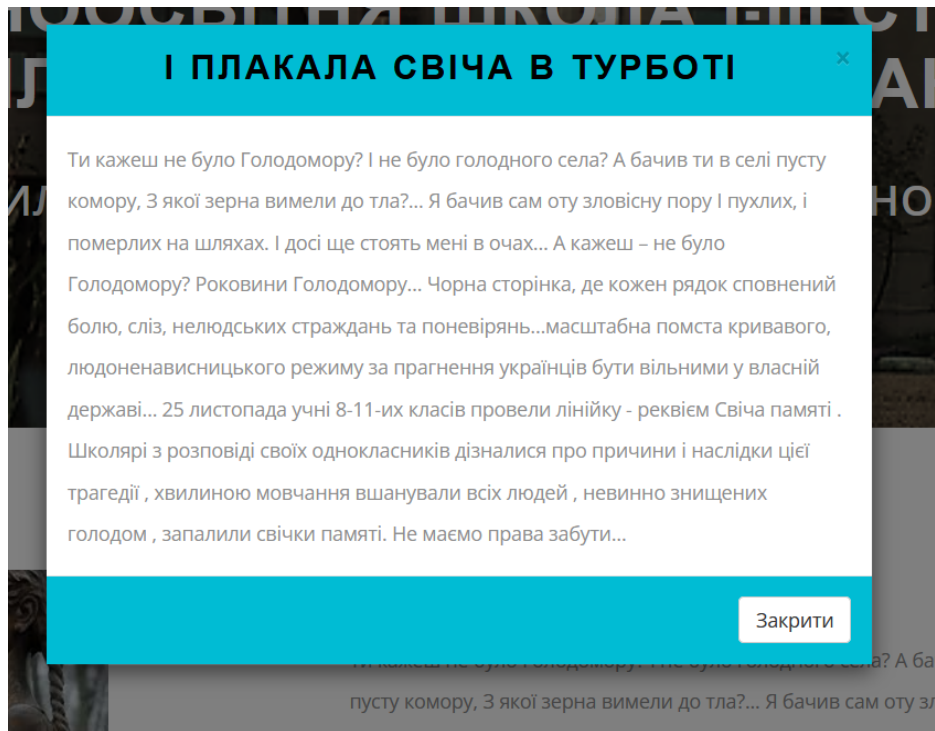 І ПЛАКАЛА СВІЧА В ТУРБОТІ
×
Ти кажеш не було Голодомору? І не було голодного села? А бачив ти в селі пусту
комору, З якої зерна вимели до тла?... Я бачив сам оту зловісну пору І пухлих, і
померлих на шляхах. І досі ще стоять мені в очах... А кажеш – не було
Голодомору? Роковини Голодомору... Чорна сторінка, де кожен рядок сповнений
болю, сліз, нелюдських страждань та поневірянь...масштабна помста кривавого,
людоненависницького режиму за прагнення українців бути вільними у власній
державі... 25 листопада учні 8-11-их класів провели лінійку - реквієм Свіча памяті .
Школярі з розповіді своїх однокласників дізналися про причини і наслідки цієї
трагедії , хвилиною мовчання вшанували всіх людей , невинно знищених
голодом , запалили свічки памяті. Не маємо права забути...
Закрити
пусту комору, З якої зерна вимели до тла?... Я бачив сам оту